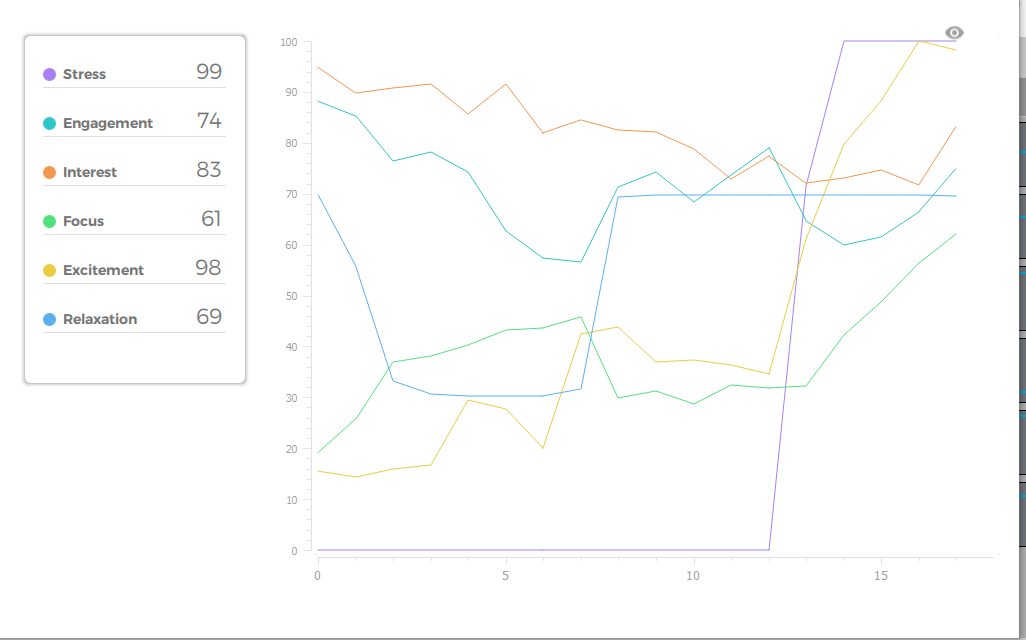 Stress 99
Engagement 74
Interest 83
Focus 61
Excitement 98
Relaxation 69
100
90
80
70
60
50
40
30
20
10
0
0 5 10 15